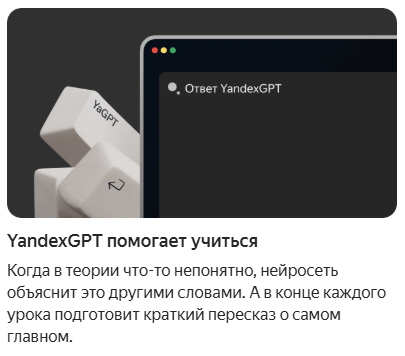 Ответ YandexGPT
YaGPT
YandexGPT помогает учиться
Когда в теории что-то непонятно, нейросеть
объяснит это другими словами. А в конце каждого
урока подготовит краткий пересказ о самом
главном.